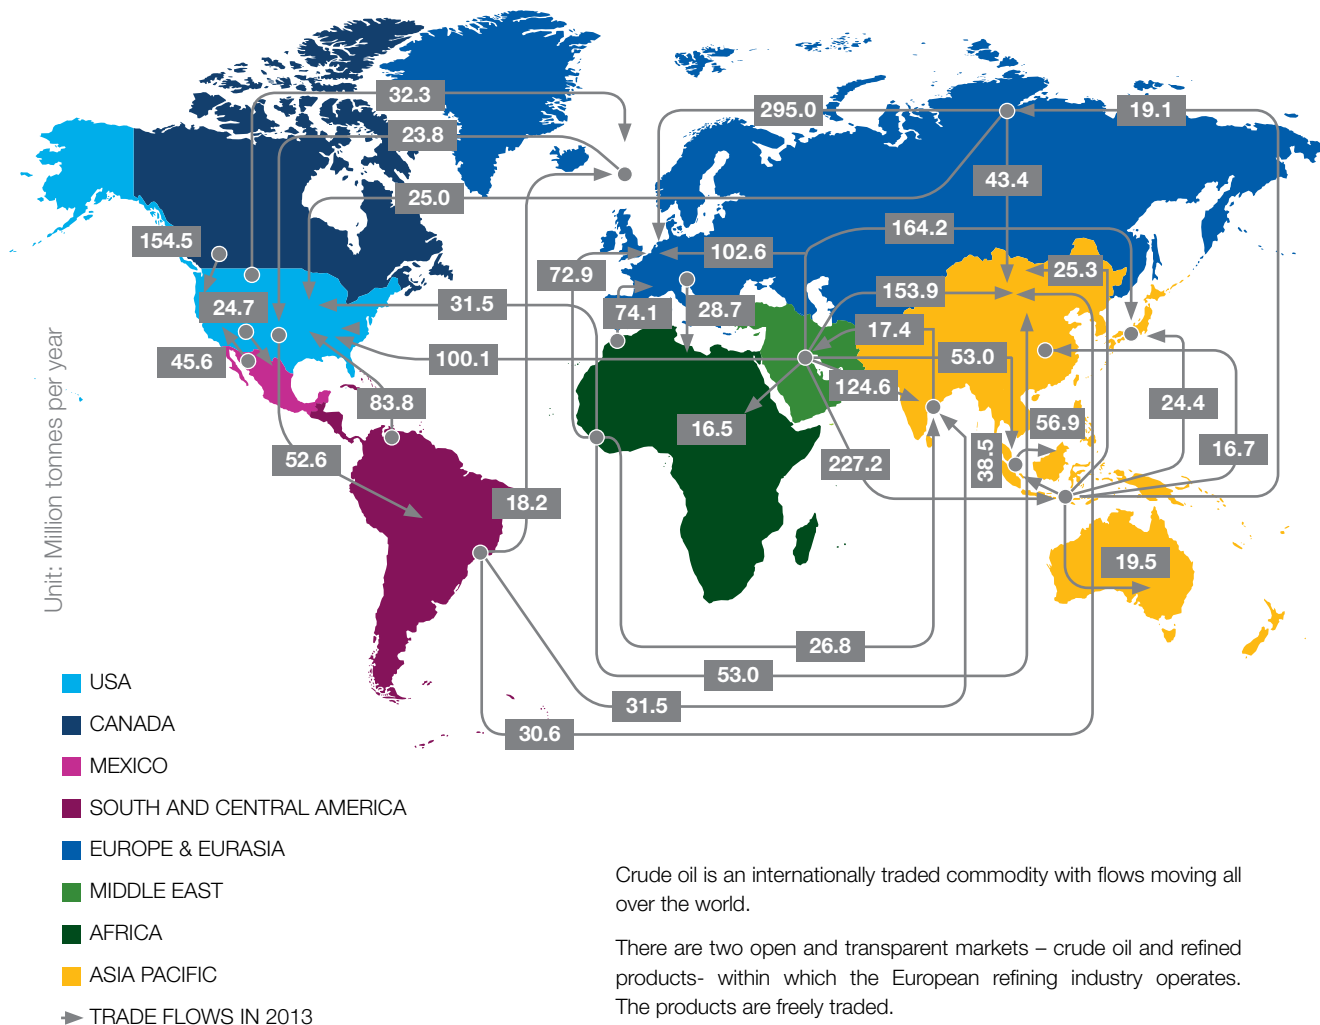 32.3
295.0
19.1
23.8
43.4
25.0
164.2
154.5
102.6
25.3
72.9
153.9
24.7
31.5
74.1
28.7
17.4
45.6
100.1
53.0
124.6
83.8
24.4
16.5
56.9
38.5
16.7
52.6
227.2
18.2
19.5
26.8
53.0
31.5
30.6
Unit: Million tonnes per year
USA
CANADA
MEXICO
SOUTH AND CENTRAL AMERICA
EUROPE & EURASIA
MIDDLE EAST
AFRICA
ASIA PACIFIC
TRADE FLOWS IN 2013
Crude oil is an internationally traded commodity with flows moving all
over the world.
There are two open and transparent markets – crude oil and refined
products- within which the European refining industry operates.
The products are freely traded.